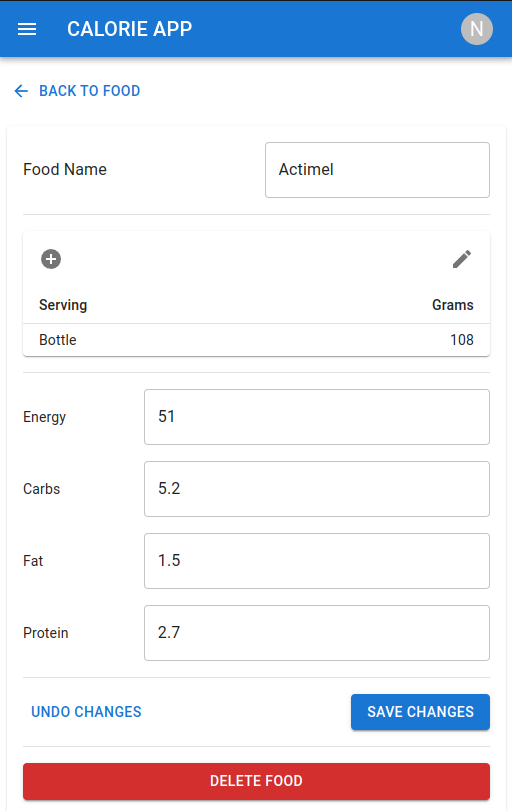 CALORIE APP N
BACK TO FOOD
Food Name Actimel
Serving Grams
Bottle 108
Energy 51
Carbs 5.2
Fat 1.5
Protein 2.7
UNDO CHANGES SAVE CHANGES
DELETE FOOD